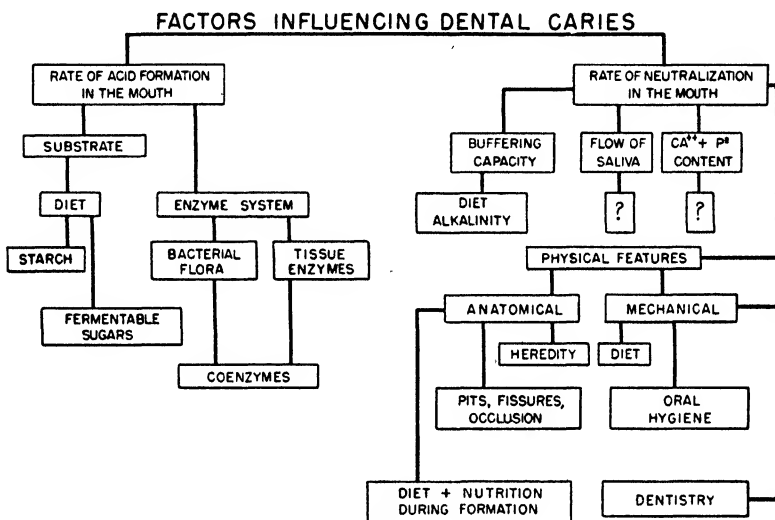 FACTORS INFLUENCING DENTAL CARIES
RATE OF ACID FORMATION
IN THE MOUTH
RATE OF NEUTRALIZATION
IN THE MOUTH
SUBSTRATE
BUFFERING
CAPACITY
FLOW OF
SALIVA
CA++ + P≡
CONTENT
DIET
ENZYME SYSTEM
DIET
ALKALINITY
?
?
STARCH
BACTERIAL
FLORA
TISSUE
ENZYMES
PHYSICAL FEATURES
FERMENTABLE
SUGARS
ANATOMICAL
MECHANICAL
HEREDITY
DIET
COENZYMES
PITS, FISSURES,
OCCLUSION
ORAL
HYGIENE
DIET + NUTRITION
DURING FORMATION
DENTISTRY